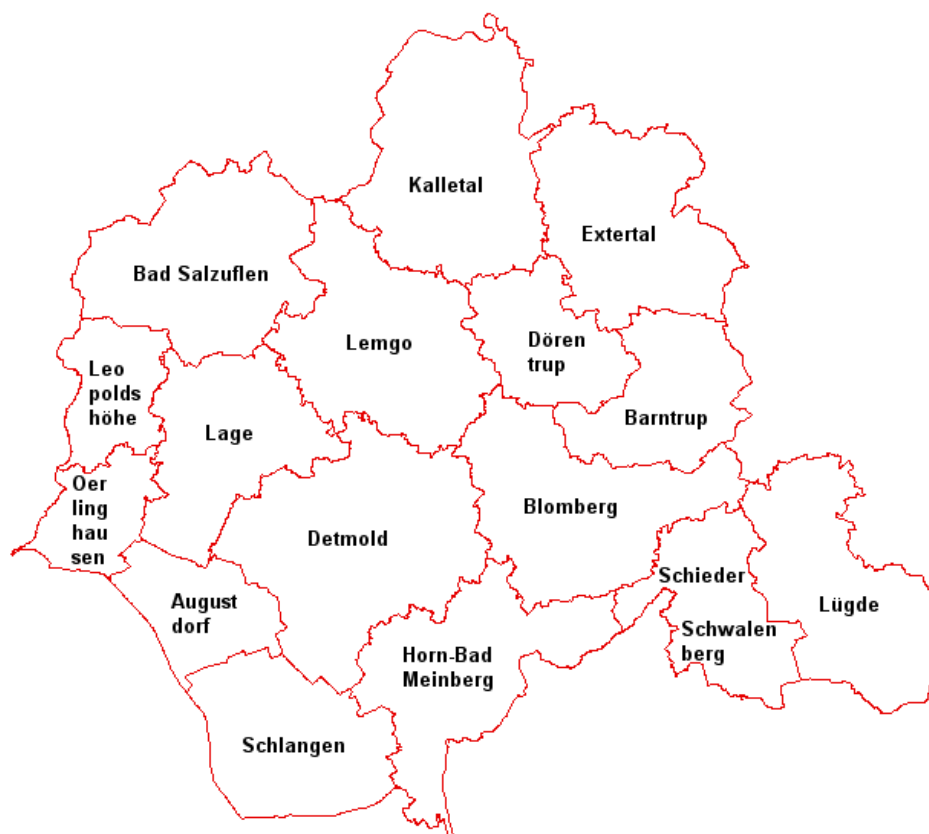 Kalletal
Extertal
Bad Salzuflen
Lemgo
Dören
trup
Leo
polds
höhe
Lage
Barntrup
Oer
ling
hau
sen
Detmold
Blomberg
Schieder
Schwalen
berg
Lügde
August
dorf
Horn-Bad
Meinberg
Schlangen